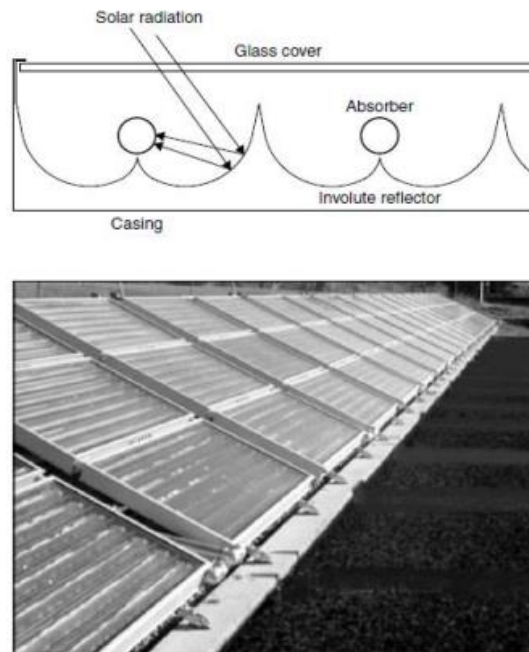 Solar radiation
Glass cover
Absorber
Involute reflector
Casing